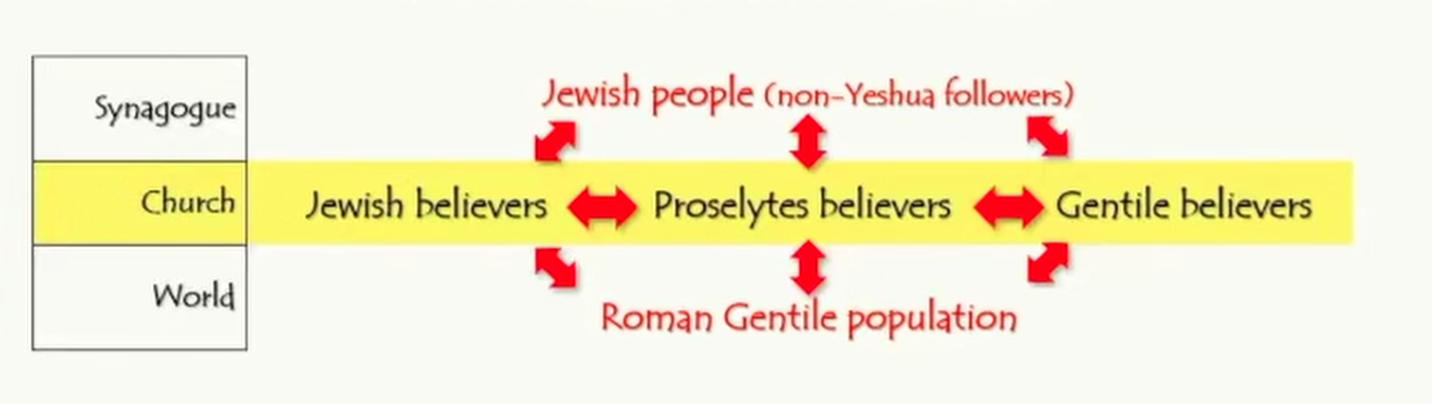 Synagogue
Jewish people (non-Yeshua followers)
Church
Jewish believers
Proselytes believers
Gentile believers
World
Roman Gentile population